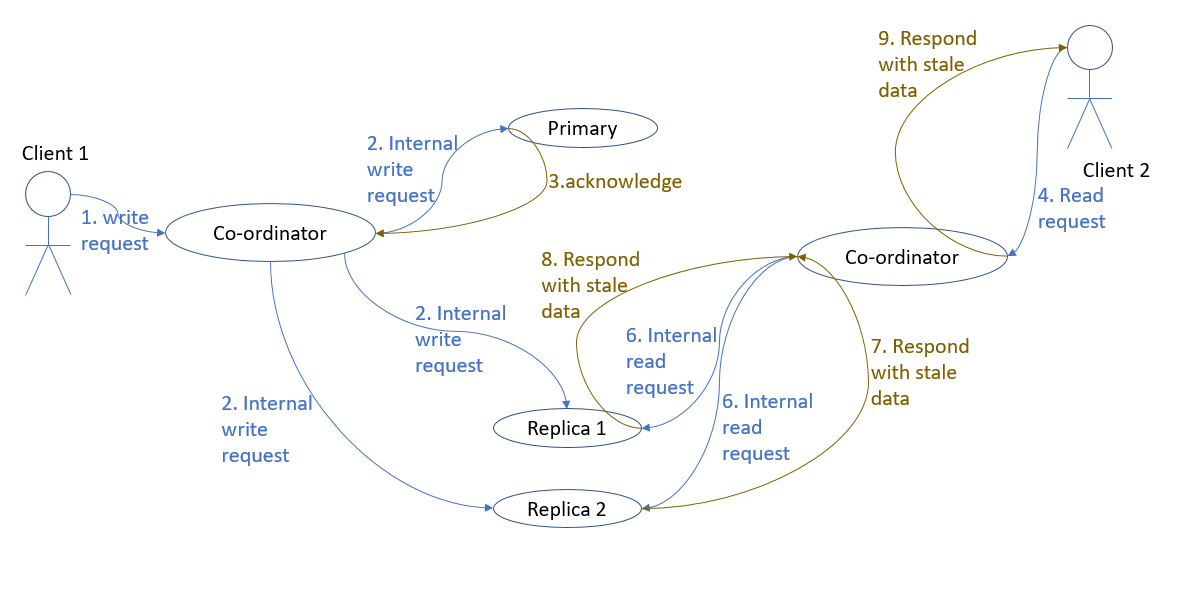 9. Respond
with stale
data
Primary
2. Internal
write
request
Client 1
Client 2
3.acknowledge
4. Read
request
1. write
request
Co-ordinator
Co-ordinator
8. Respond
with stale
data
2. Internal
write
request
6. Internal
read
request
7. Respond
with stale
data
2. Internal
write
request
6. Internal
read
request
Replica 1
Replica 2